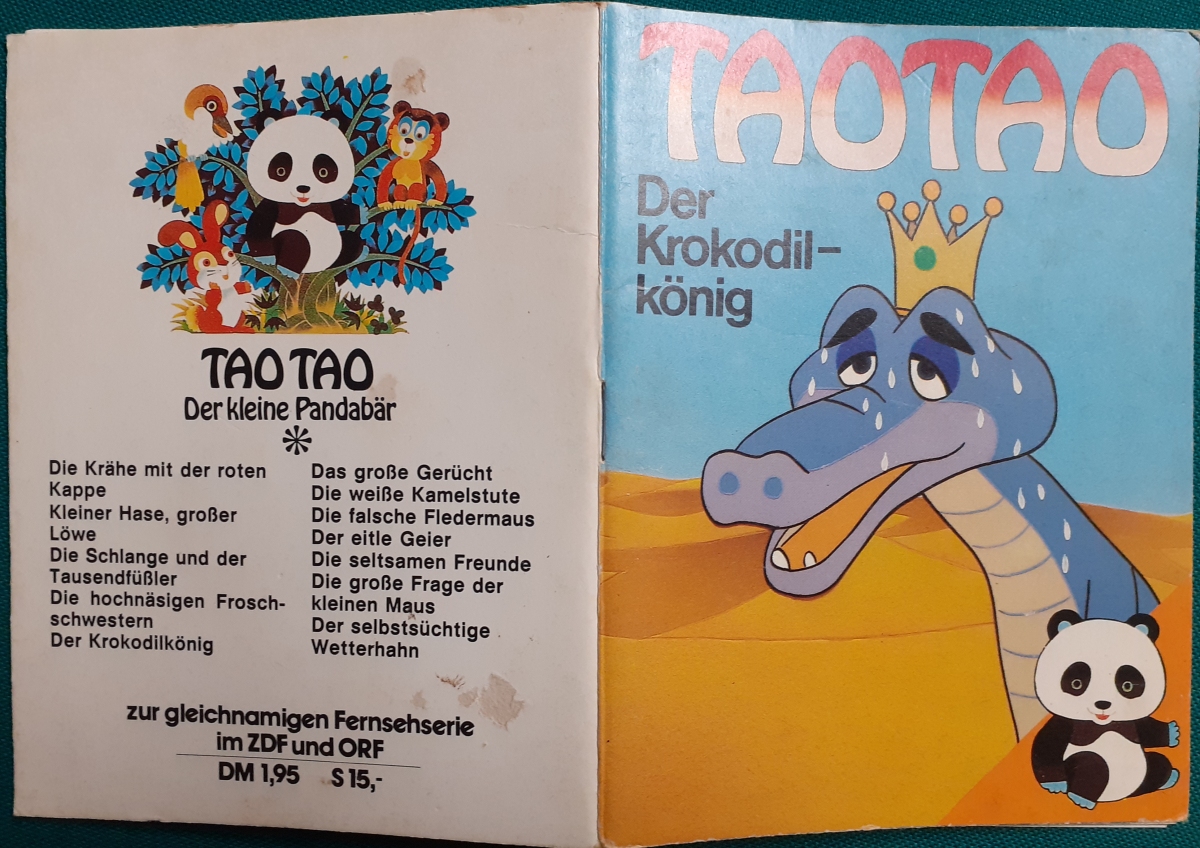 TAO TAO
Der kleine Pandabär
Die Krähe mit der roten
Kappe
Kleiner Hase, großer
Löwe
Die Schlange und der
Tausendfüßler
Die hochnäsigen Frosch-
schwestern
Der Krokodilkönig
Das große Gerücht
Die weiße Kamelstute
Die falsche Fledermaus
Der eitle Geier
Die seltsamen Freunde
Die große Frage der
kleinen Maus
Der selbstsüchtige
Wetterhahn
zur gleichnamigen Fernsehserie
im ZDF und ORF
DM 1,95 S 15,-
TAOTAO
Der
Krokodil-
könig